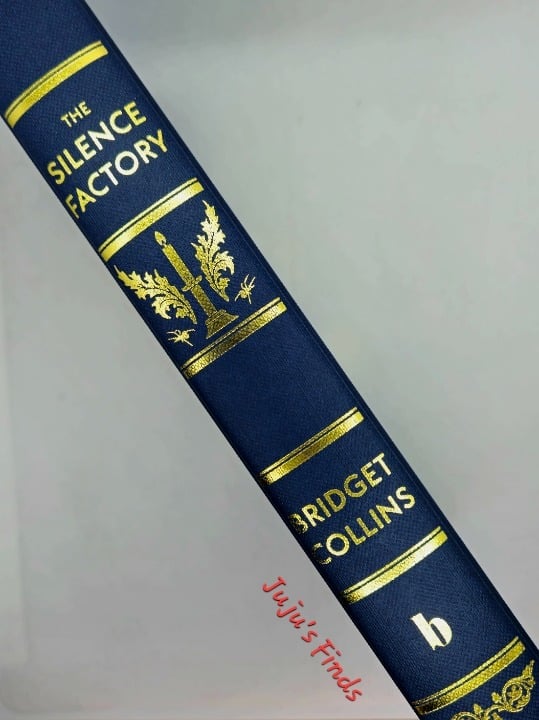 THE
SILENCE
FACTORY
BRIDGET
COLLINS
b
Juju's Finds